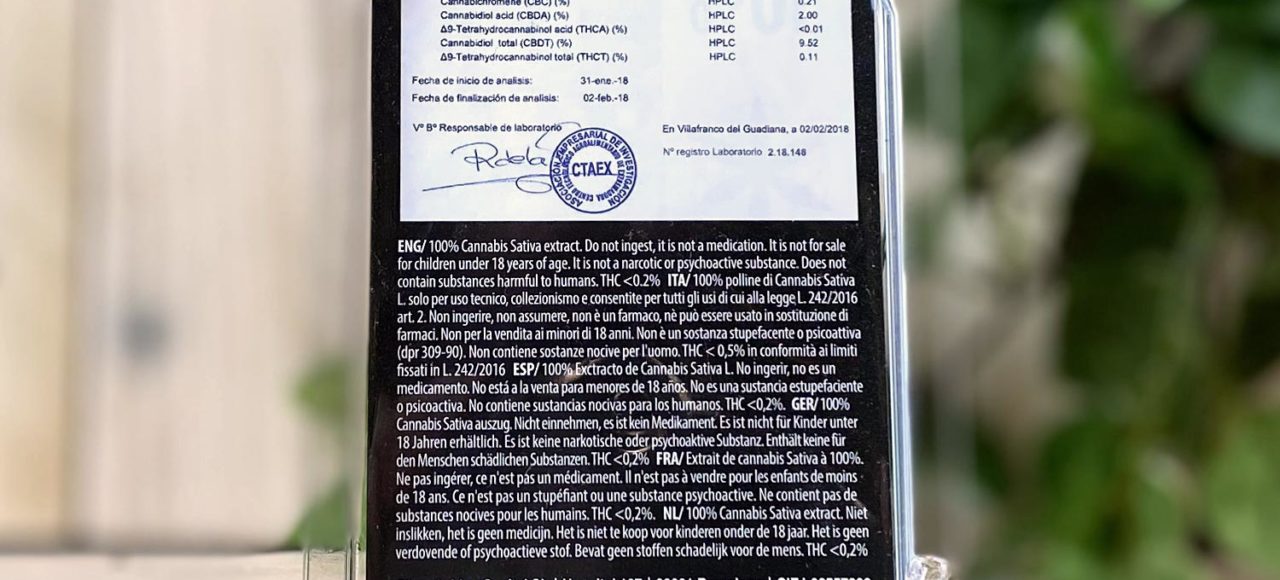 Cannabichromene (CBC) (%) HPLC 0.21
Cannabidiol acid (CBDA) (%) HPLC 2.00
Δ9-Tetrahydrocannabinol acid (THCA) (%) HPLC <0.01
Cannabidiol total (CBDT) (%) HPLC 9.52
Δ9-Tetrahydrocannabinol total (THCT) (%) HPLC 0.11
Fecha de inicio de analisis: 31-ene.-18
Fecha de finalización de analisis: 02-feb.-18
Vº Bº Responsable de laboratorio
En Villafranco del Guadiana, a 02/02/2018
Nº registro Laboratorio 2.18.148
ASOCIACION EMPRESARIAL DE INVESTIGACIÓN
CTAEX
ENG/ 100% Cannabis Sativa extract. Do not ingest, it is not a medication. It is not for sale
for children under 18 years of age. It is not a narcotic or psychoactive substance. Does not
contain substances harmful to humans. THC <0.2% ITA/ 100% polline di Cannabis Sativa
L. solo per uso tecnico, collezionismo e consentite per tutti gli usi di cui alla legge L. 242/2016
art. 2. Non ingerire, non assumere, non è un farmaco, nè può essere usato in sostituzione di
farmaci. Non per la vendita ai minori di 18 anni. Non è un sostanza stupefacente o psicoattiva
(dpr 309-90). Non contiene sostanze nocive per l'uomo. THC < 0,5% in conformità ai limiti
fissati in L. 242/2016 ESP/ 100% Exctracto de Cannabis Sativa L. No ingerir, no es un
medicamento. No está a la venta para menores de 18 años. No es una sustancia estupefaciente
o psicoactiva. No contiene sustancias nocivas para los humanos. THC <0,2%. GER/ 100%
Cannabis Sativa auszug. Nicht einnehmen, es ist kein Medikament. Es ist nicht für Kinder unter
18 Jahren erhältlich. Es ist keine narkotische oder psychoaktive Substanz. Enthält keine für
den Menschen schädlichen Substanzen. THC <0,2% FRA/ Extrait de cannabis Sativa à 100%.
Ne pas ingérer, ce n'est pas un médicament. Il n'est pas à vendre pour les enfants de moins
de 18 ans. Ce n'est pas un stupéfiant ou une substance psychoactive. Ne contient pas de
substances nocives pour les humains. THC <0,2%. NL/ 100% Cannabis Sativa extract. Niet
inslikken, het is geen medicijn. Het is niet te koop voor kinderen onder de 18 jaar. Het is geen
verdovende of psychoactieve stof. Bevat geen stoffen schadelijk voor de mens. THC <0,2%